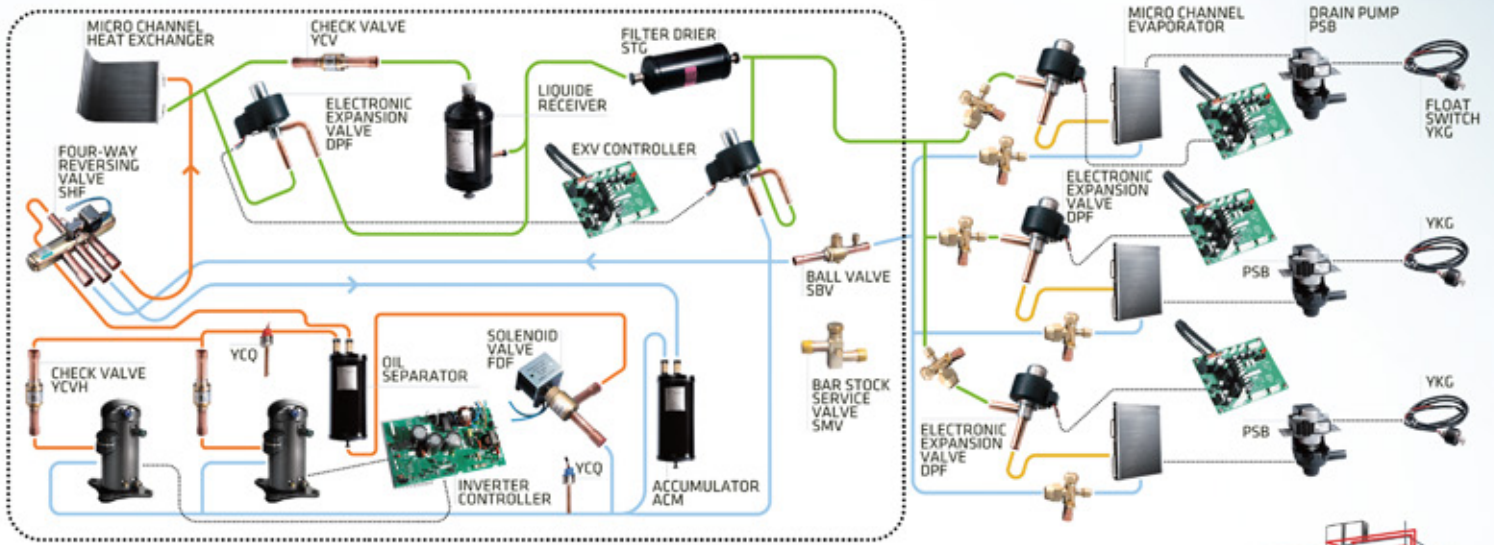 MICRO CHANNEL
HEAT EXCHANGER
CHECK VALVE
YCV
FILTER DRIER
STG
MICRO CHANNEL
EVAPORATOR
DRAIN PUMP
PSB
ELECTRONIC
EXPANSION
VALVE
DPF
LIQUIDE
RECEIVER
FLOAT
SWITCH
YKG
FOUR-WAY
REVERSING
VALVE
SHF
EXV CONTROLLER
ELECTRONIC
EXPANSION
VALVE
DPF
YKG
PSB
BALL VALVE
SBV
CHECK VALVE
YCVH
YCQ
OIL
SEPARATOR
SOLENOID
VALVE
FDF
BAR STOCK
SERVICE
VALVE
SMV
YKG
ELECTRONIC
EXPANSION
VALVE
DPF
PSB
INVERTER
CONTROLLER
YCQ
ACCUMULATOR
ACM